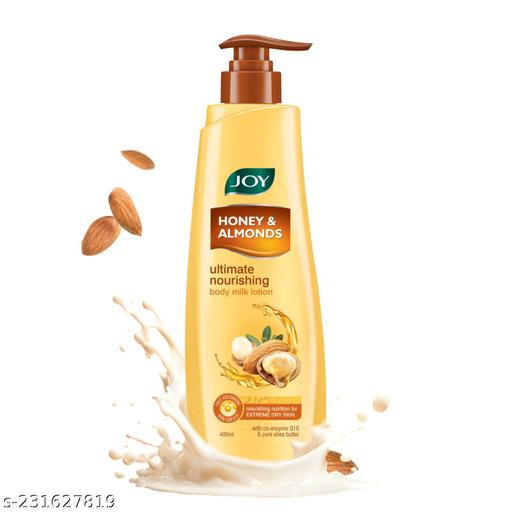 JOY
HONEY &
ALMONDS
ultimate
nourishing
body milk lotion
nourishing nutrition for
EXTREME DRY SKIN
with co-enzyme Q10
& pure shea butter
400ml
s-231627819